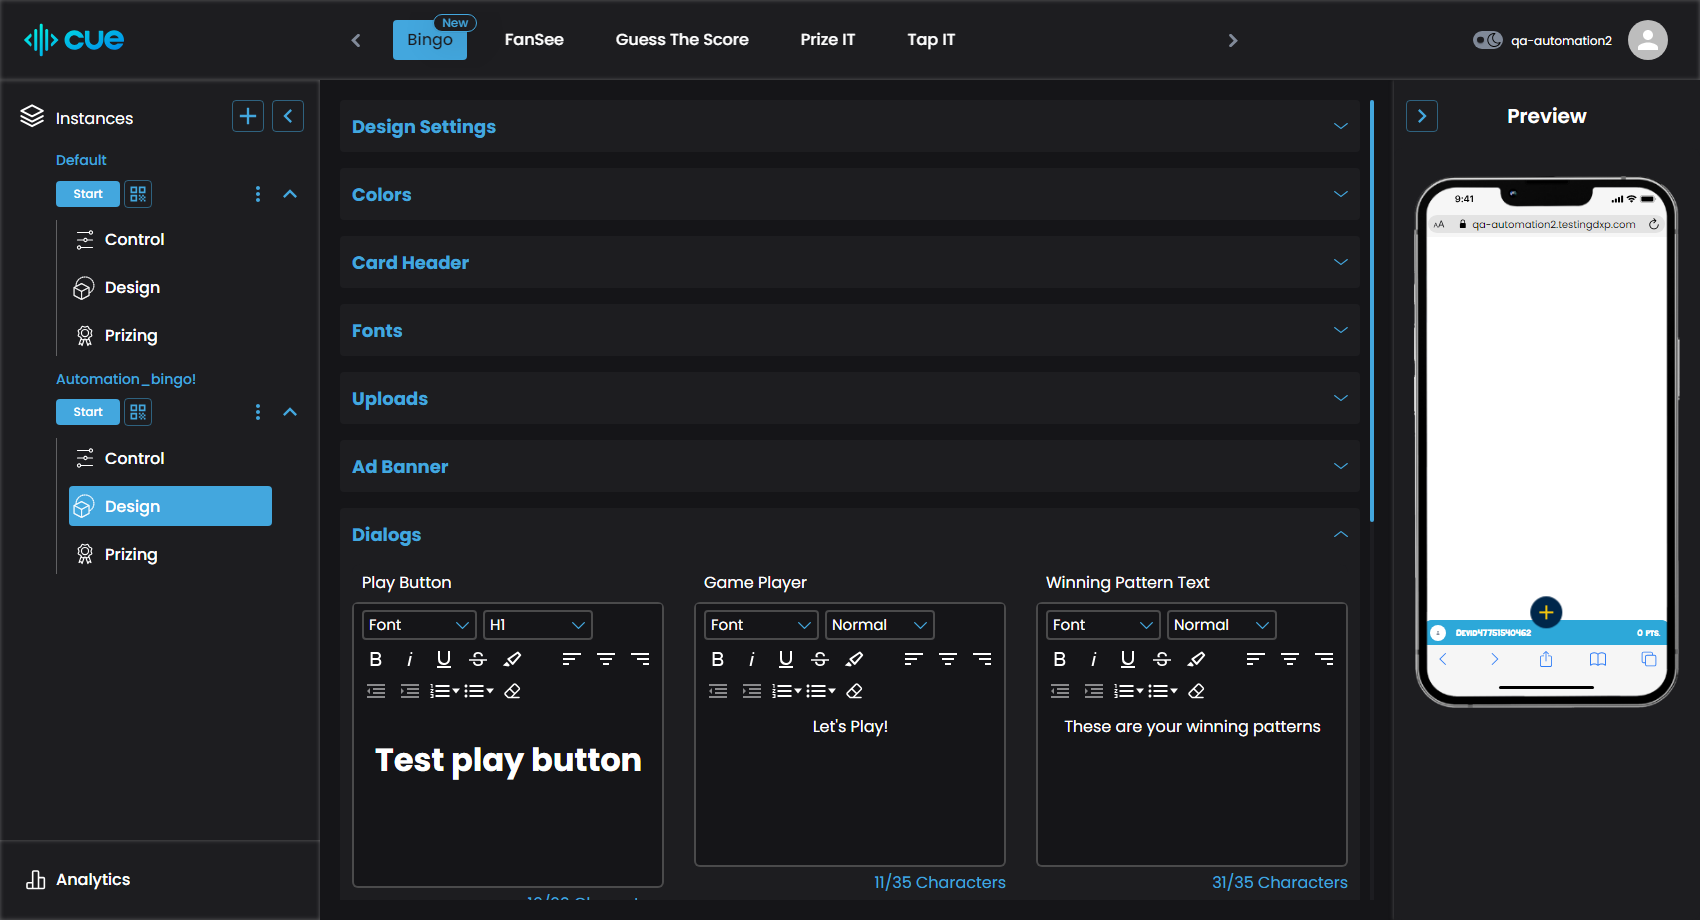 cue
Bingo
New
FanSee
Guess The Score
Prize IT
Tap IT
qa-automation2
Instances
Default
Start
Control
Design
Prizing
Automation_bingo!
Start
Control
Design
Prizing
Analytics
Design Settings
Colors
Card Header
Fonts
Uploads
Ad Banner
Dialogs
Play Button
Font
H1
B i U S
Test play button
Game Player
Font
Normal
B i U S
Let's Play!
11/35 Characters
Winning Pattern Text
Font
Normal
B i U S
These are your winning patterns
31/35 Characters
Preview
9:41
AA qa-automation2.testingdxp.com
0 PTS.